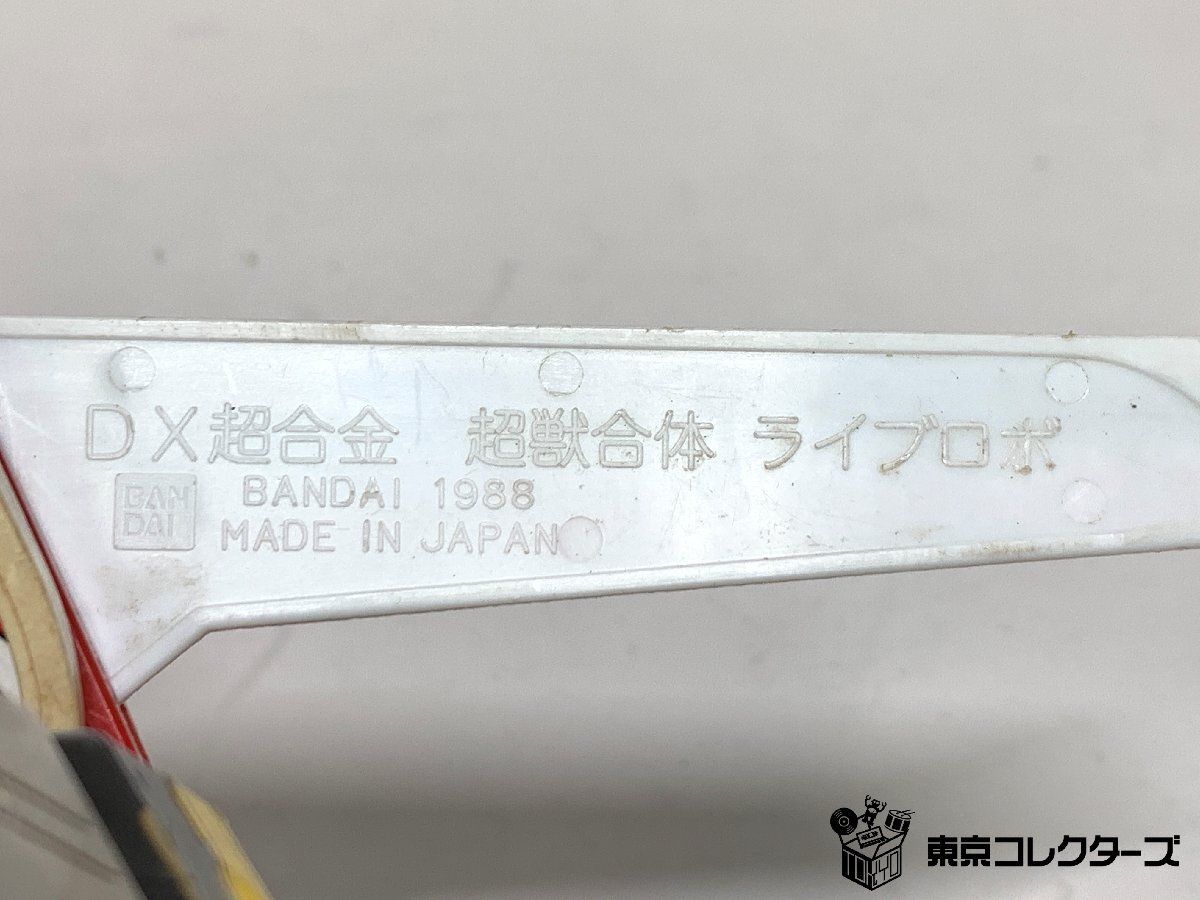 DX超合金 超獣合体 ライブロボ
BAN
DAI
BANDAI 1988
MADE IN JAPAN
TOKYO
東京コレクターズ